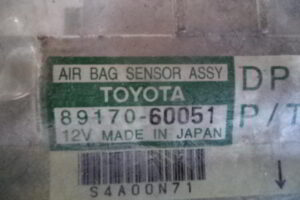 AIR BAG SENSOR ASSY
TOYOTA
89170-60051
12V MADE IN JAPAN
S4A00N71
DP
P/T
↓